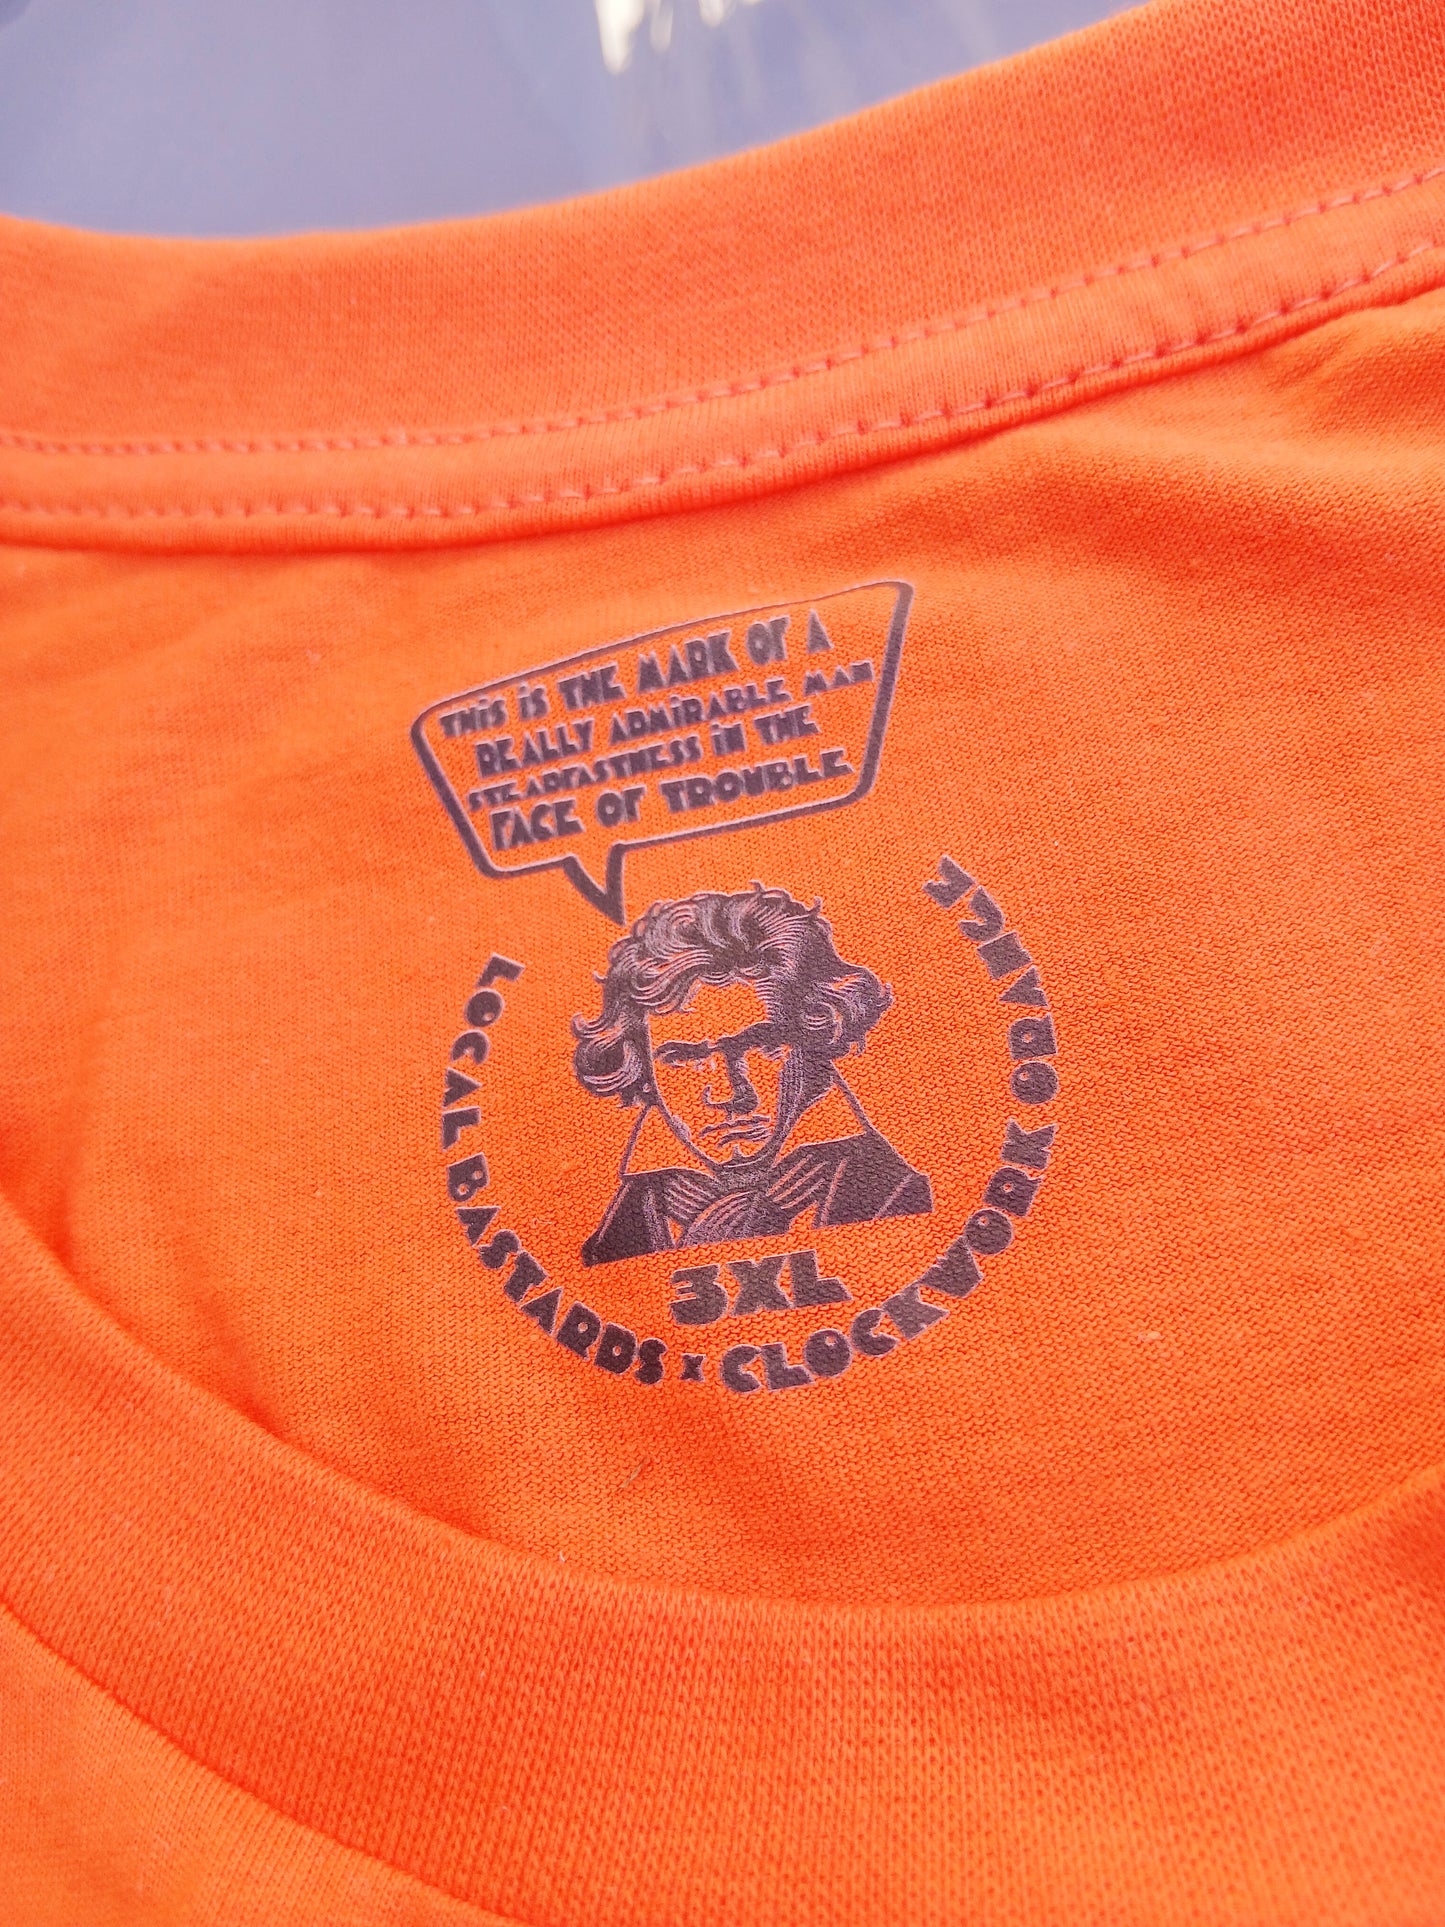 THiS iS THE MARK OF A
REALLY ADMiRABLE MAN
STEADFASTNESS iN THE
FACE OF TROUBLE
LOCAL BASTARDS x CLOCKWORK ORANGE
3XL